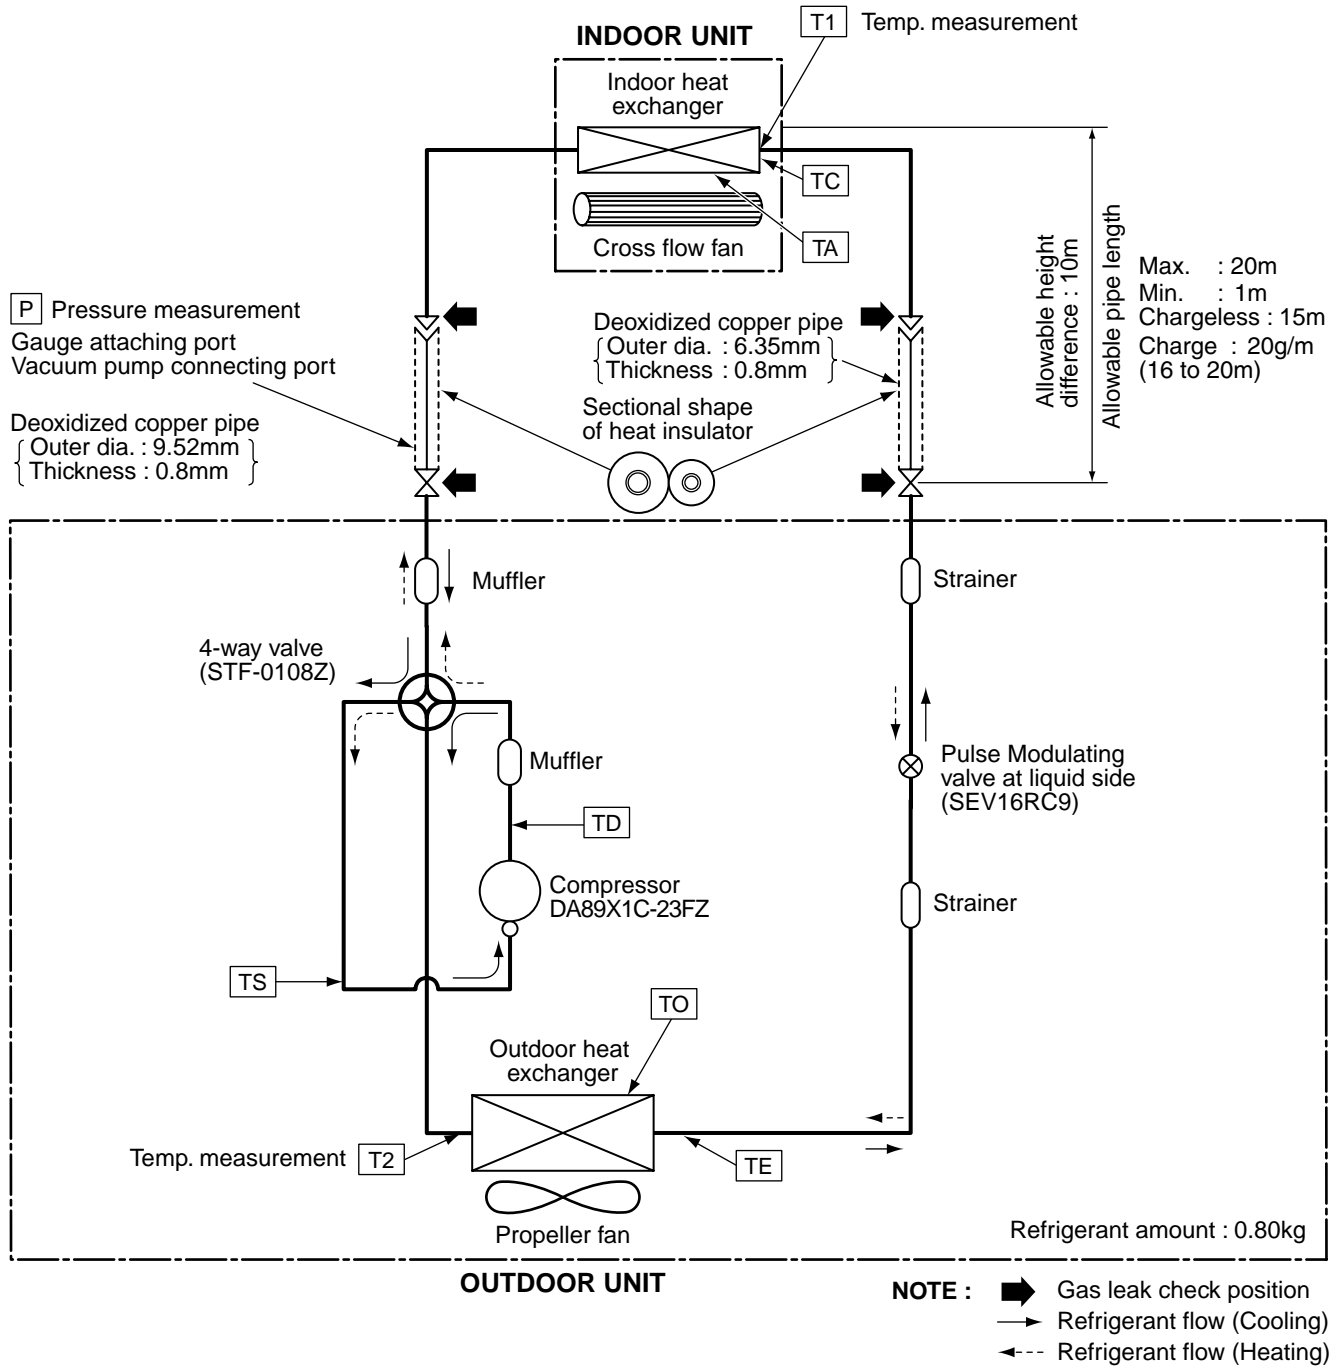 INDOOR UNIT
T1 Temp. measurement
Indoor heat
exchanger
TC
Cross flow fan
TA
Allowable height
difference : 10m
Allowable pipe length
Max. : 20m
Min. : 1m
Chargeless : 15m
Charge : 20g/m
(16 to 20m)
P Pressure measurement
Gauge attaching port
Vacuum pump connecting port
Deoxidized copper pipe
Outer dia. : 9.52mm
Thickness : 0.8mm
Deoxidized copper pipe
Outer dia. : 6.35mm
Thickness : 0.8mm
Sectional shape
of heat insulator
Muffler
Strainer
4-way valve
(STF-0108Z)
Muffler
Pulse Modulating
valve at liquid side
(SEV16RC9)
TD
Compressor
DA89X1C-23FZ
Strainer
TS
TO
Outdoor heat
exchanger
Temp. measurement T2
TE
Propeller fan
Refrigerant amount : 0.80kg
OUTDOOR UNIT
NOTE : Gas leak check position
Refrigerant flow (Cooling)
Refrigerant flow (Heating)